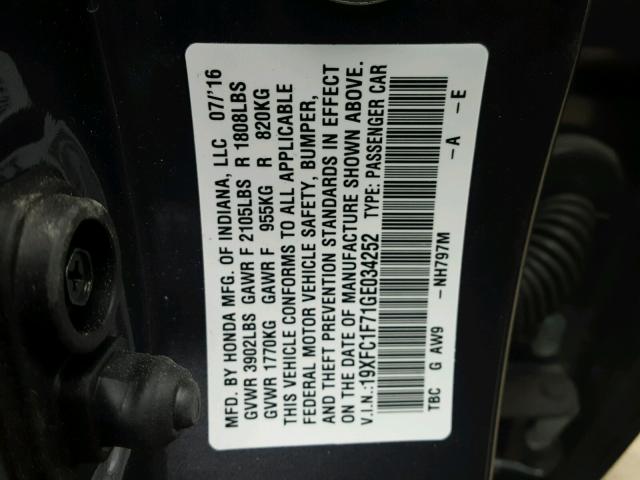 MFD. BY HONDA MFG. OF INDIANA, LLC 07/'16
GVWR 3902LBS GAWR F 2105LBS R 1808LBS
GVWR 1770KG GAWR F 955KG R 820KG
THIS VEHICLE CONFORMS TO ALL APPLICABLE
FEDERAL MOTOR VEHICLE SAFETY, BUMPER,
AND THEFT PREVENTION STANDARDS IN EFFECT
ON THE DATE OF MANUFACTURE SHOWN ABOVE.
V.I.N.:19XFC1F71GE034252 TYPE: PASSENGER CAR
TBC G AW9 -NH797M -A -E